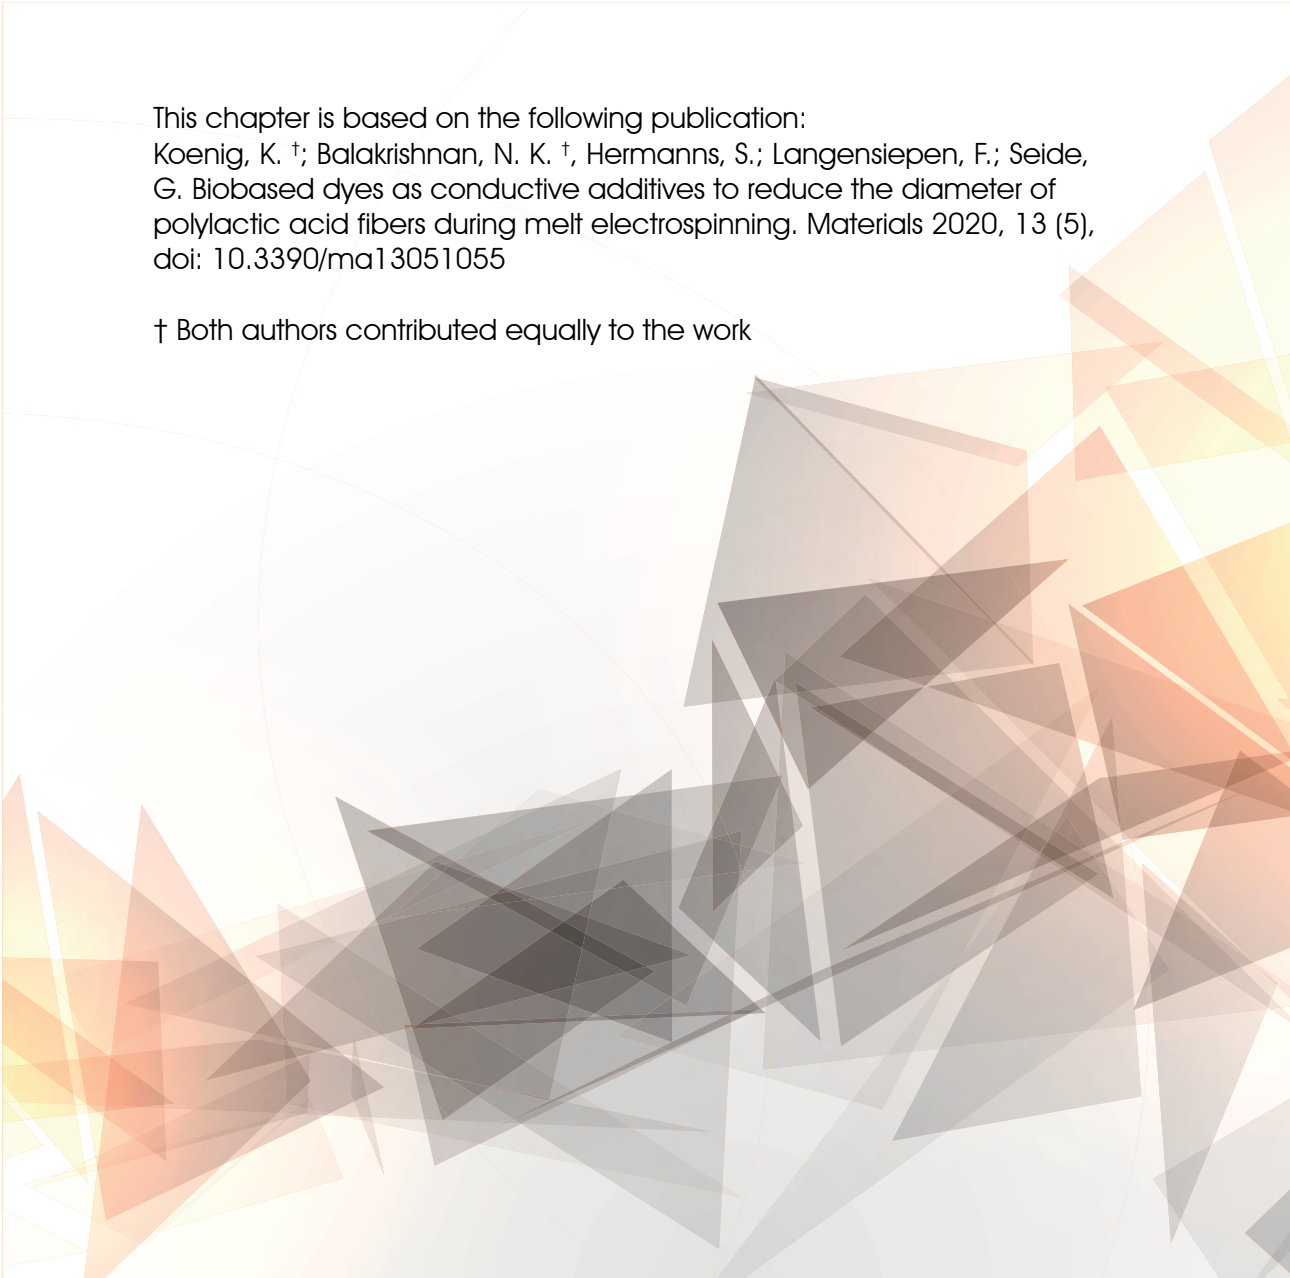 This chapter is based on the following publication:
Koenig, K. †; Balakrishnan, N. K. †, Hermanns, S.; Langensiepen, F.; Seide,
G. Biobased dyes as conductive additives to reduce the diameter of
polylactic acid fibers during melt electrospinning. Materials 2020, 13 (5),
doi: 10.3390/ma13051055
† Both authors contributed equally to the work